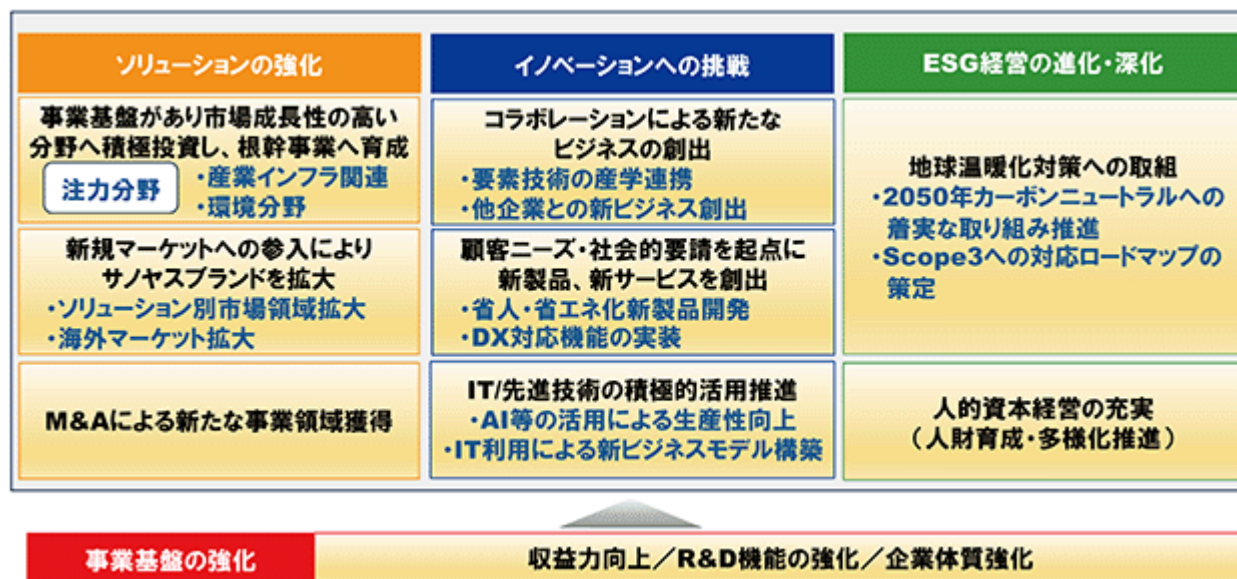 ソリューションの強化
事業基盤があり市場成長性の高い
分野へ積極投資し、根幹事業へ育成
注力分野
・産業インフラ関連
・環境分野
新規マーケットへの参入により
サノヤスブランドを拡大
・ソリューション別市場領域拡大
・海外マーケット拡大
M&Aによる新たな事業領域獲得
イノベーションへの挑戦
コラボレーションによる新たな
ビジネスの創出
・要素技術の産学連携
・他企業との新ビジネス創出
顧客ニーズ・社会的要請を起点に
新製品、新サービスを創出
・省人・省エネ化新製品開発
・DX対応機能の実装
IT/先進技術の積極的活用推進
・AI等の活用による生産性向上
・IT利用による新ビジネスモデル構築
ESG経営の進化・深化
地球温暖化対策への取組
・2050年カーボンニュートラルへの
着実な取り組み推進
・Scope3への対応ロードマップの
策定
人的資本経営の充実
（人財育成・多様化推進）
事業基盤の強化
収益力向上／R&D機能の強化／企業体質強化